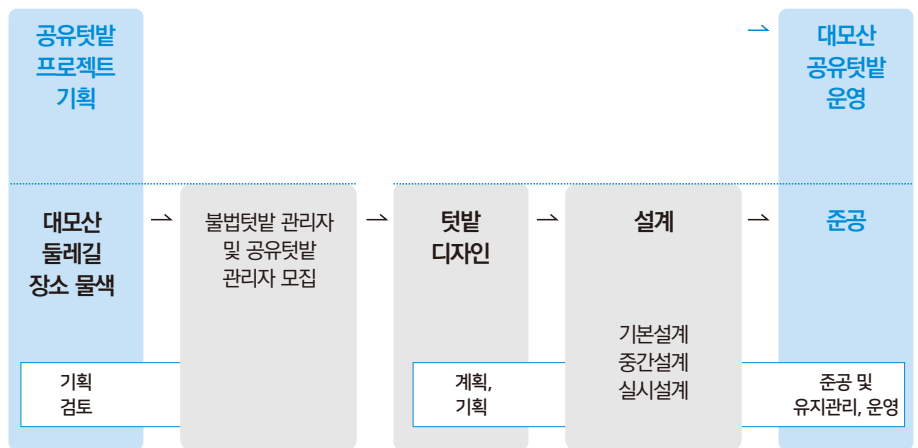 공유텃밭
프로젝트
기획
⇀
대모산
공유텃밭
운영
대모산
둘레길
장소 물색
⇀
불법텃밭 관리자
및 공유텃밭
관리자 모집
⇀
텃밭
디자인
⇀
설계
⇀
준공
기본설계
중간설계
실시설계
기획
검토
계획,
기획
준공 및
유지관리, 운영